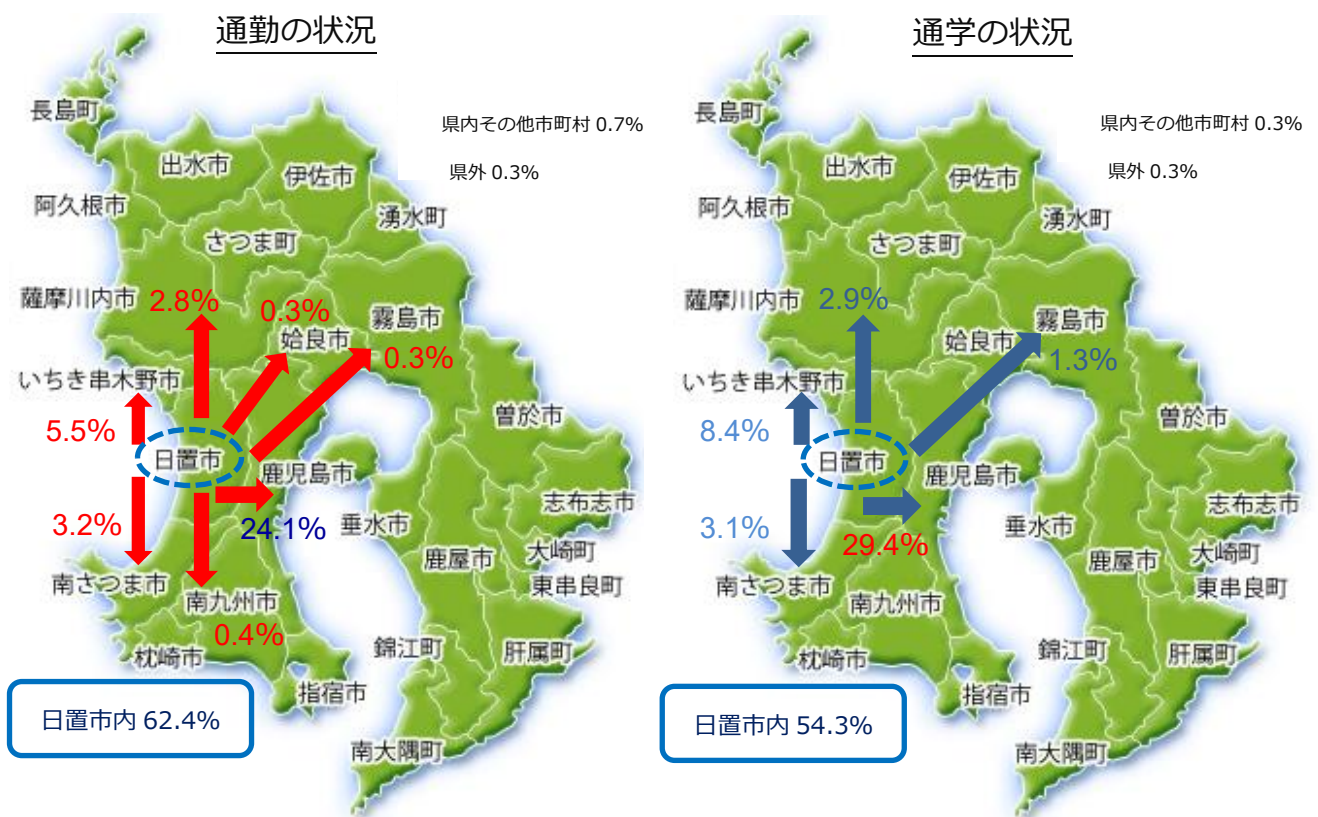 通勤の状況
県内その他市町村 0.7%
県外 0.3%
長島町
出水市
伊佐市
阿久根市
湧水町
さつま町
薩摩川内市
2.8%
0.3%
霧島市
姶良市
0.3%
いちき串木野市
曽於市
5.5%
日置市
鹿児島市
志布志市
3.2%
24.1%
垂水市
大崎町
鹿屋市
南さつま市
東串良町
南九州市
0.4%
枕崎市
錦江町
肝属町
指宿市
日置市内 62.4%
南大隅町
通学の状況
県内その他市町村 0.3%
県外 0.3%
長島町
出水市
伊佐市
阿久根市
湧水町
さつま町
薩摩川内市
2.9%
霧島市
姶良市
1.3%
いちき串木野市
曽於市
8.4%
日置市
鹿児島市
志布志市
3.1%
垂水市
29.4%
大崎町
鹿屋市
南さつま市
東串良町
南九州市
枕崎市
錦江町
肝属町
指宿市
日置市内 54.3%
南大隅町